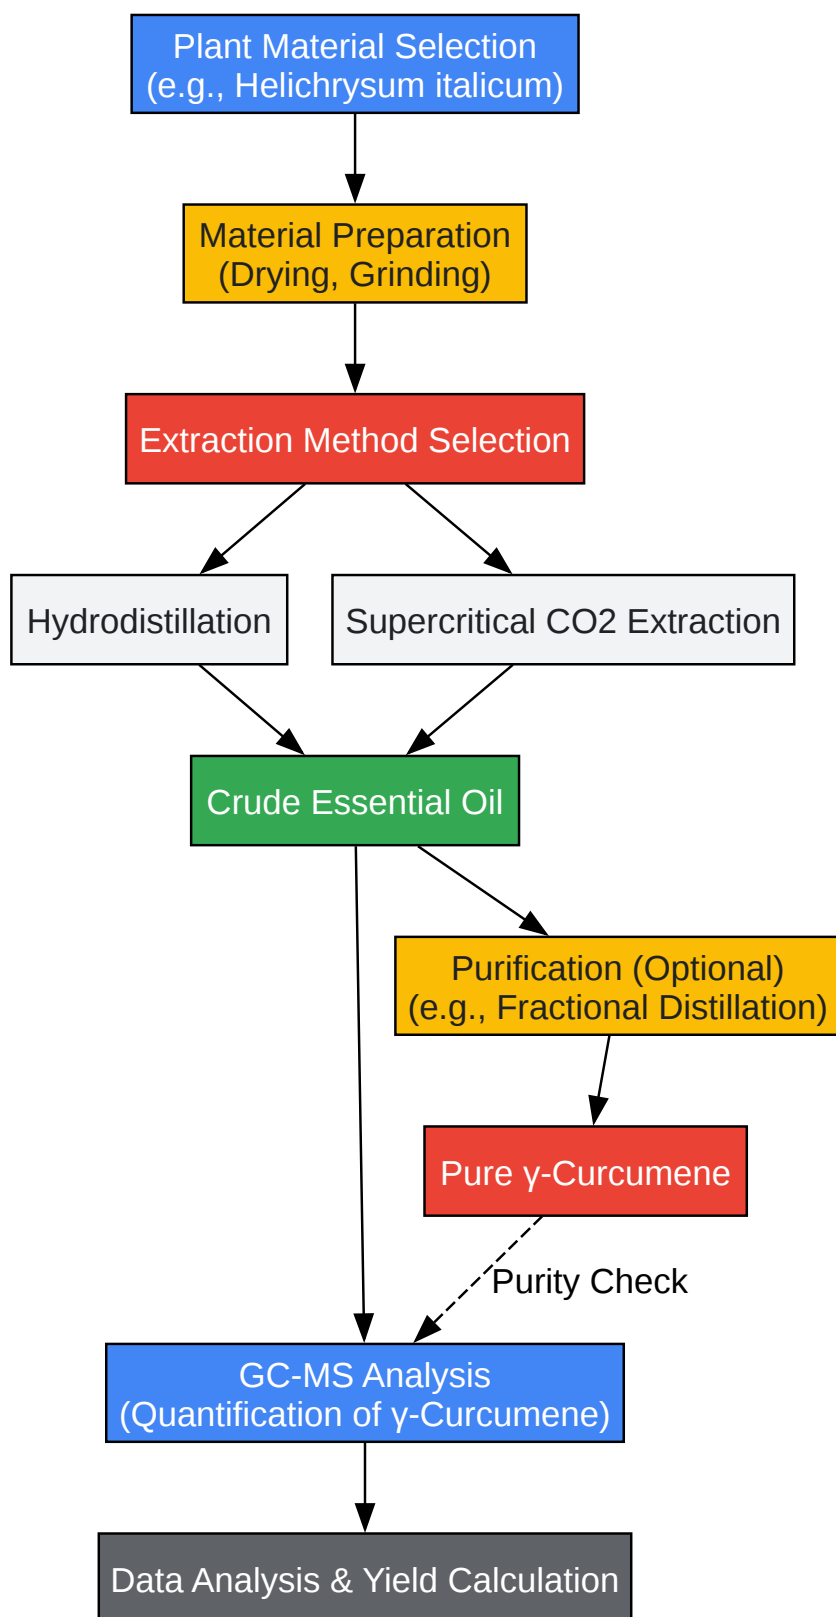 Plant Material Selection
(e.g., Helichrysum italicum)
Material Preparation
(Drying, Grinding)
Extraction Method Selection
Hydrodistillation
Supercritical CO2 Extraction
Crude Essential Oil
Purification (Optional)
(e.g., Fractional Distillation)
Pure γ-Curcumene
Purity Check
GC-MS Analysis
(Quantification of γ-Curcumene)
Data Analysis & Yield Calculation